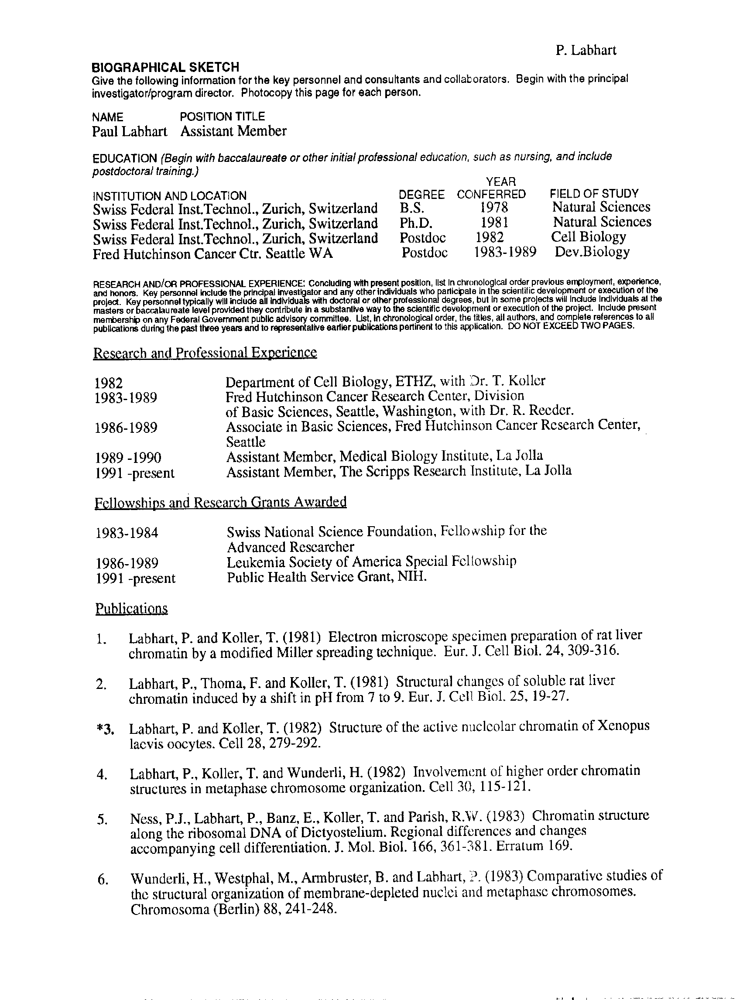 P. Labhart
BIOGRAPHICAL SKETCH
Give the following information for the key personnel and consultants and collaborators. Begin with the principal
investigator/program director. Photocopy this page for each person.
NAME POSITION TITLE
Paul Labhart Assistant Member
EDUCATION (Begin with baccalaureate or other initial professional education, such as nursing, and include
postdoctoral training.)
YEAR
INSTITUTION AND LOCATION DEGREE CONFERRED FIELD OF STUDY
Swiss Federal Inst.Technol., Zurich, Switzerland B.S. 1978 Natural Sciences
Swiss Federal Inst.Technol., Zurich, Switzerland Ph.D. 1981 Natural Sciences
Swiss Federal Inst.Technol., Zurich, Switzerland Postdoc 1982 Cell Biology
Fred Hutchinson Cancer Ctr. Seattle WA Postdoc 1983-1989 Dev.Biology
RESEARCH AND/OR PROFESSIONAL EXPERIENCE: Concluding with present position, list in chronological order previous employment, experience,
and honors. Key personnel include the principal investigator and any other individuals who participate in the scientific development or execution of the
project. Key personnel typically will include all individuals with doctoral or other professional degrees, but in some projects will include individuals at the
masters or baccalaureate level provided they contribute in a substantive way to the scientific development or execution of the project. Include present
membership on any Federal Government public advisory committee. List, in chronological order, the titles, all authors, and complete references to all
publications during the past three years and to representative earlier publications pertinent to this application. DO NOT EXCEED TWO PAGES.
Research and Professional Experience
1982 Department of Cell Biology, ETHZ, with Dr. T. Koller
1983-1989 Fred Hutchinson Cancer Research Center, Division
of Basic Sciences, Seattle, Washington, with Dr. R. Reeder.
1986-1989 Associate in Basic Sciences, Fred Hutchinson Cancer Research Center,
Seattle
1989 -1990 Assistant Member, Medical Biology Institute, La Jolla
1991 -present Assistant Member, The Scripps Research Institute, La Jolla
Fellowships and Research Grants Awarded
1983-1984 Swiss National Science Foundation, Fellowship for the
Advanced Researcher
1986-1989 Leukemia Society of America Special Fellowship
1991 -present Public Health Service Grant, NIH.
Publications
1. Labhart, P. and Koller, T. (1981) Electron microscope specimen preparation of rat liver
chromatin by a modified Miller spreading technique. Eur. J. Cell Biol. 24, 309-316.
2. Labhart, P., Thoma, F. and Koller, T. (1981) Structural changes of soluble rat liver
chromatin induced by a shift in pH from 7 to 9. Eur. J. Cell Biol. 25, 19-27.
*3. Labhart, P. and Koller, T. (1982) Structure of the active nucleolar chromatin of Xenopus
laevis oocytes. Cell 28, 279-292.
4. Labhart, P., Koller, T. and Wunderli, H. (1982) Involvement of higher order chromatin
structures in metaphase chromosome organization. Cell 30, 115-121.
5. Ness, P.J., Labhart, P., Banz, E., Koller, T. and Parish, R.W. (1983) Chromatin structure
along the ribosomal DNA of Dictyostelium. Regional differences and changes
accompanying cell differentiation. J. Mol. Biol. 166, 361-381. Erratum 169.
6. Wunderli, H., Westphal, M., Armbruster, B. and Labhart, P. (1983) Comparative studies of
the structural organization of membrane-depleted nuclei and metaphase chromosomes.
Chromosoma (Berlin) 88, 241-248.